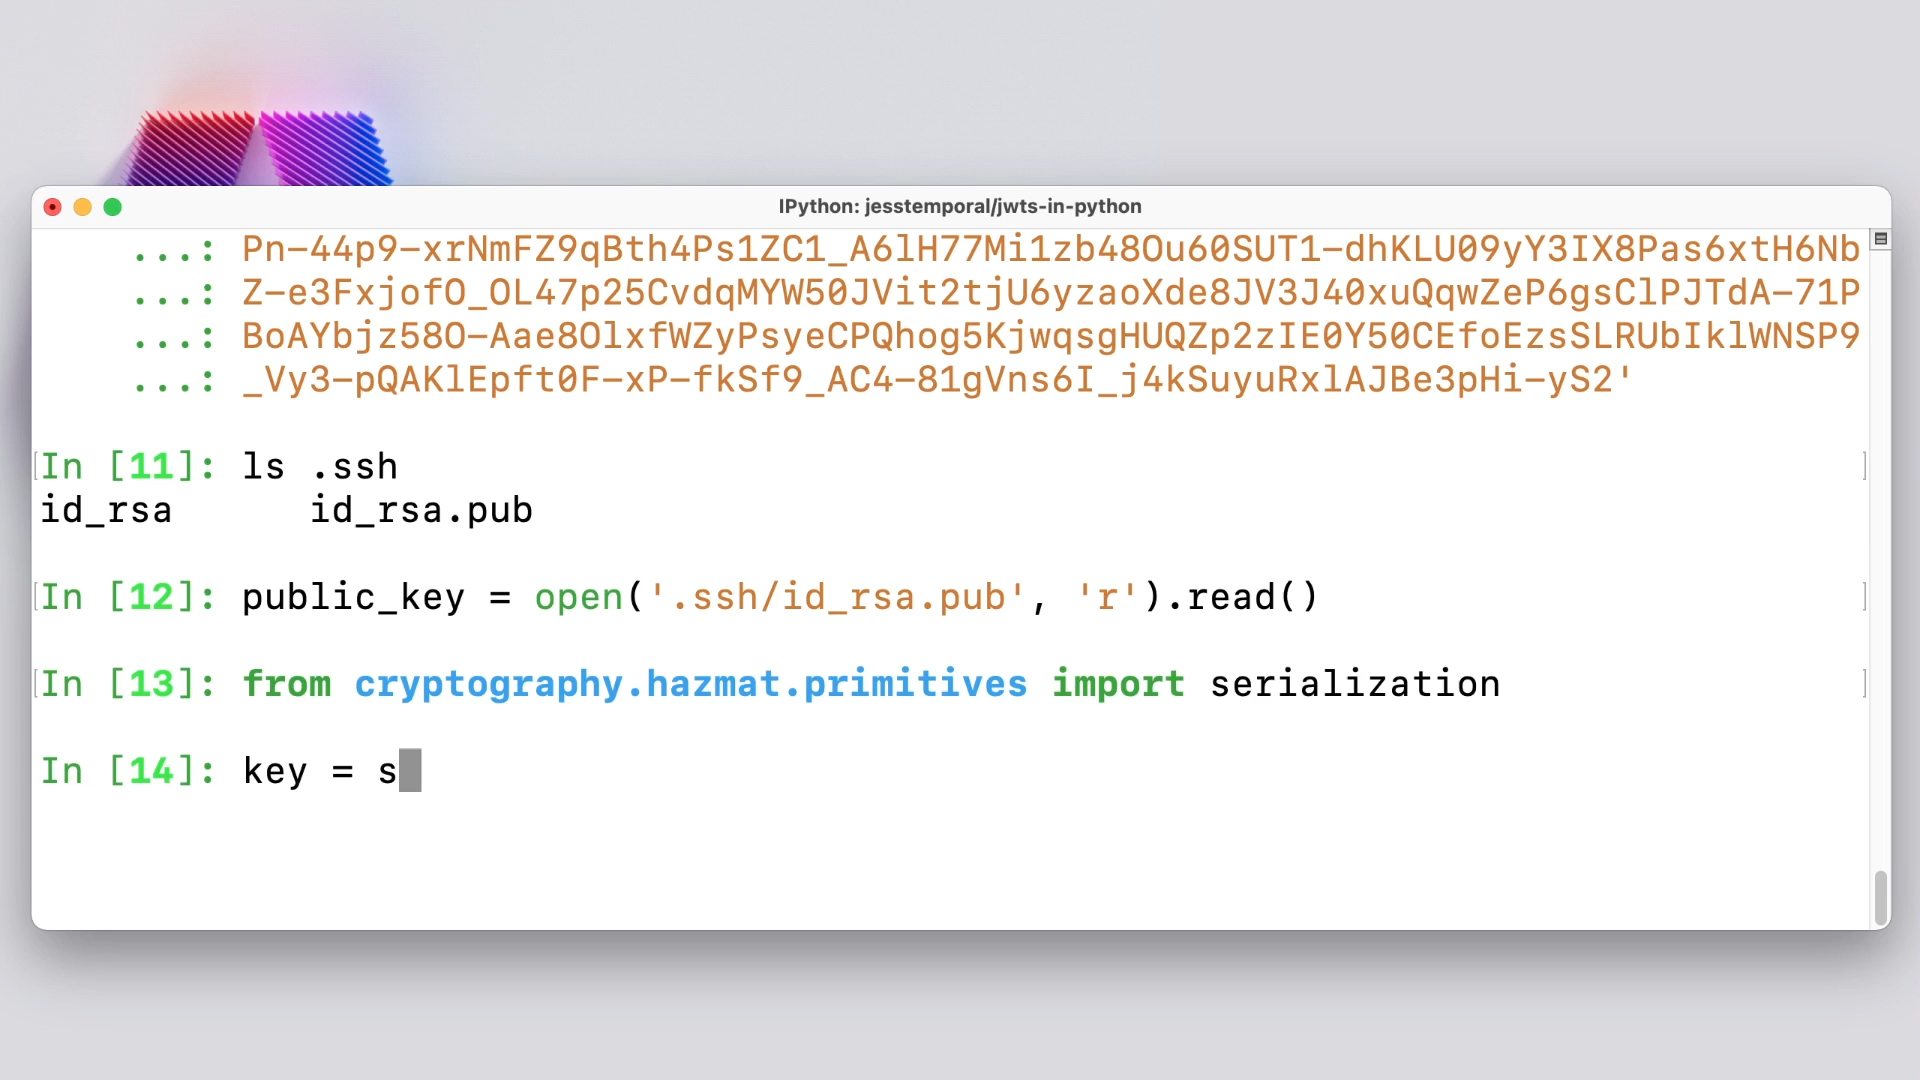 IPython: jesstemporal/jwts-in-python
...: Pn-44p9-xrNmFZ9qBth4Ps1ZC1_A6lH77Mi1zb48Ou60SUT1-dhKLU09yY3IX8Pas6xtH6Nb
...: Z-e3FxjofO_OL47p25CvdqMYW50JVit2tjU6yzaoXde8JV3J40xuQqwZeP6gsClPJTdA-71P
...: BoAYbjz58O-Aae8OlxfWZyPsyeCPQhog5KjwqsgHUQZp2zIE0Y50CEfoEzsSLRUbIklWNSP9
...: _Vy3-pQAKlEpft0F-xP-fkSf9_AC4-81gVns6I_j4kSuyuRxlAJBe3pHi-yS2'
In [11]: ls .ssh
id_rsa id_rsa.pub
In [12]: public_key = open('.ssh/id_rsa.pub', 'r').read()
In [13]: from cryptography.hazmat.primitives import serialization
In [14]: key = s